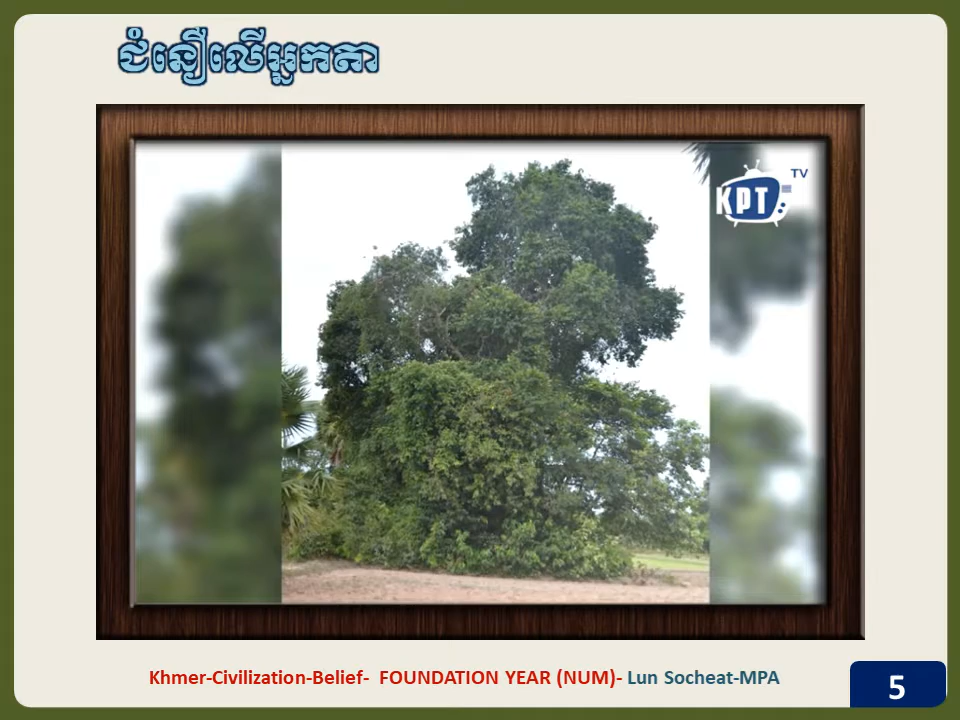 ជំនឿលើអ្នកតា
KPT TV
Khmer-Civilization-Belief- FOUNDATION YEAR (NUM)- Lun Socheat-MPA
5